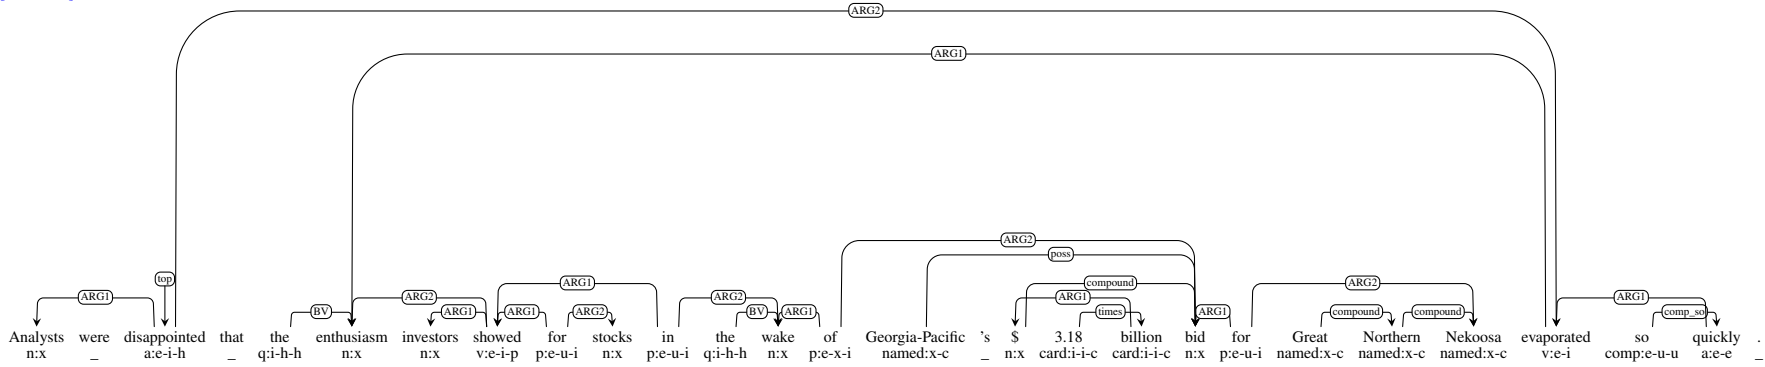 ARG2
ARG1
ARG2
poss
top ARG1 compound ARG2
ARG1 ARG2 ARG2 ARG1 ARG1
BV ARG1 ARG1 ARG2 BV ARG1 times ARG1 compound compound comp_so
Analysts were disappointed that the enthusiasm investors showed for stocks in the wake of Georgia-Pacific 's $ 3.18 billion bid for Great Northern Nekoosa evaporated so quickly .
n:x _ a:e-i-h _ q:i-h-h n:x n:x v:e-i-p p:e-u-i n:x p:e-u-i q:i-h-h n:x p:e-x-i named:x-c _ n:x card:i-i-c card:i-i-c n:x p:e-u-i named:x-c named:x-c named:x-c v:e-i comp:e-u-u a:e-e _